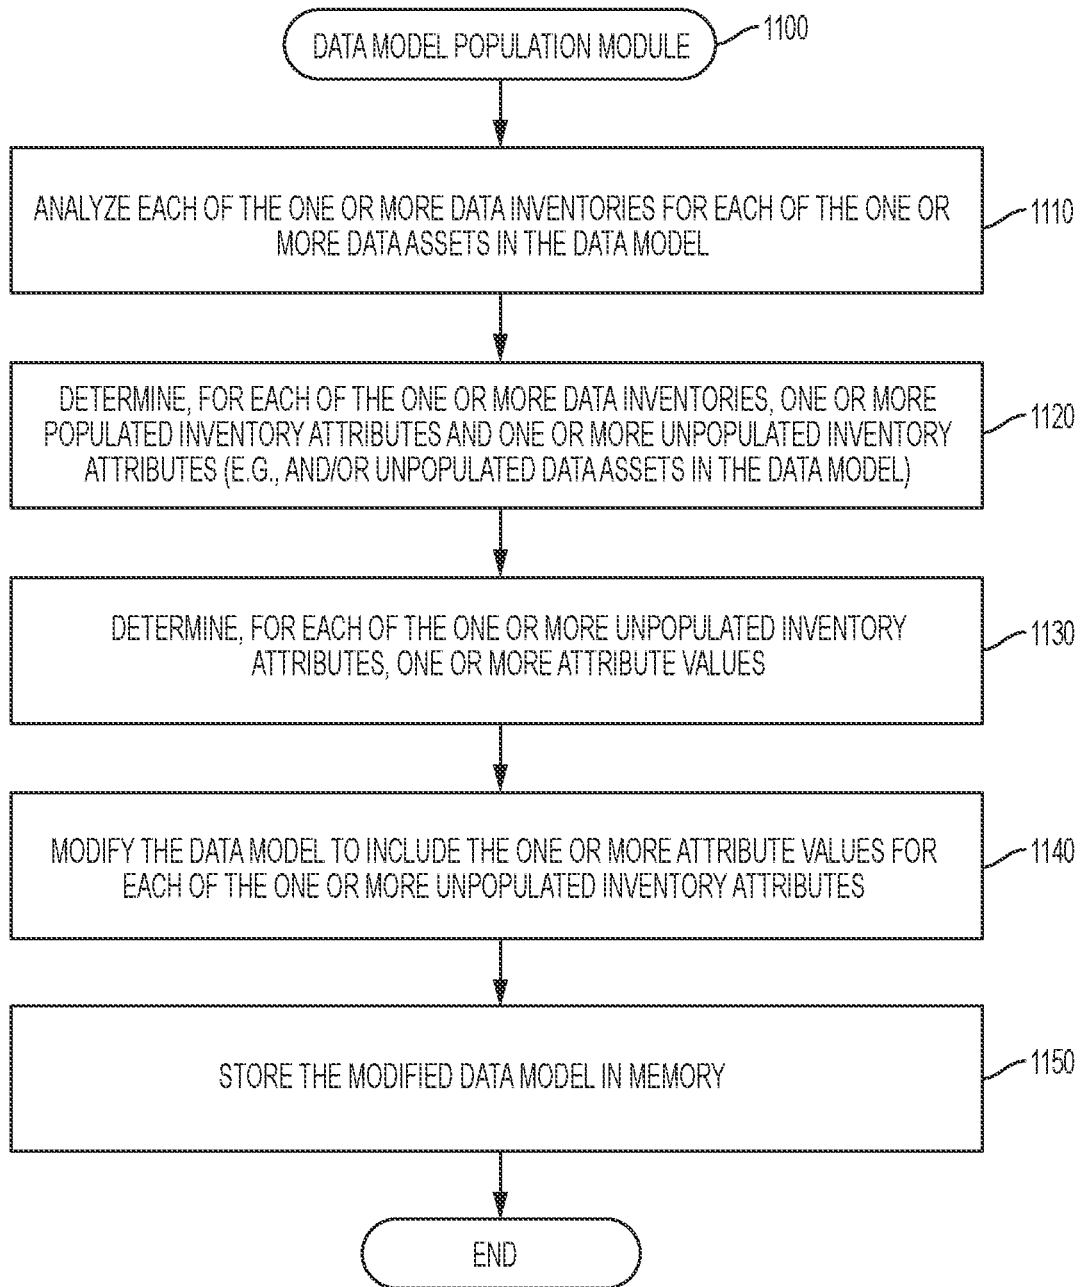 DATA MODEL POPULATION MODULE
1100
ANALYZE EACH OF THE ONE OR MORE DATA INVENTORIES FOR EACH OF THE ONE OR
MORE DATA ASSETS IN THE DATA MODEL
1110
DETERMINE, FOR EACH OF THE ONE OR MORE DATA INVENTORIES, ONE OR MORE
POPULATED INVENTORY ATTRIBUTES AND ONE OR MORE UNPOPULATED INVENTORY
ATTRIBUTES (E.G., AND/OR UNPOPULATED DATA ASSETS IN THE DATA MODEL)
1120
DETERMINE, FOR EACH OF THE ONE OR MORE UNPOPULATED INVENTORY
ATTRIBUTES, ONE OR MORE ATTRIBUTE VALUES
1130
MODIFY THE DATA MODEL TO INCLUDE THE ONE OR MORE ATTRIBUTE VALUES FOR
EACH OF THE ONE OR MORE UNPOPULATED INVENTORY ATTRIBUTES
1140
STORE THE MODIFIED DATA MODEL IN MEMORY
1150
END